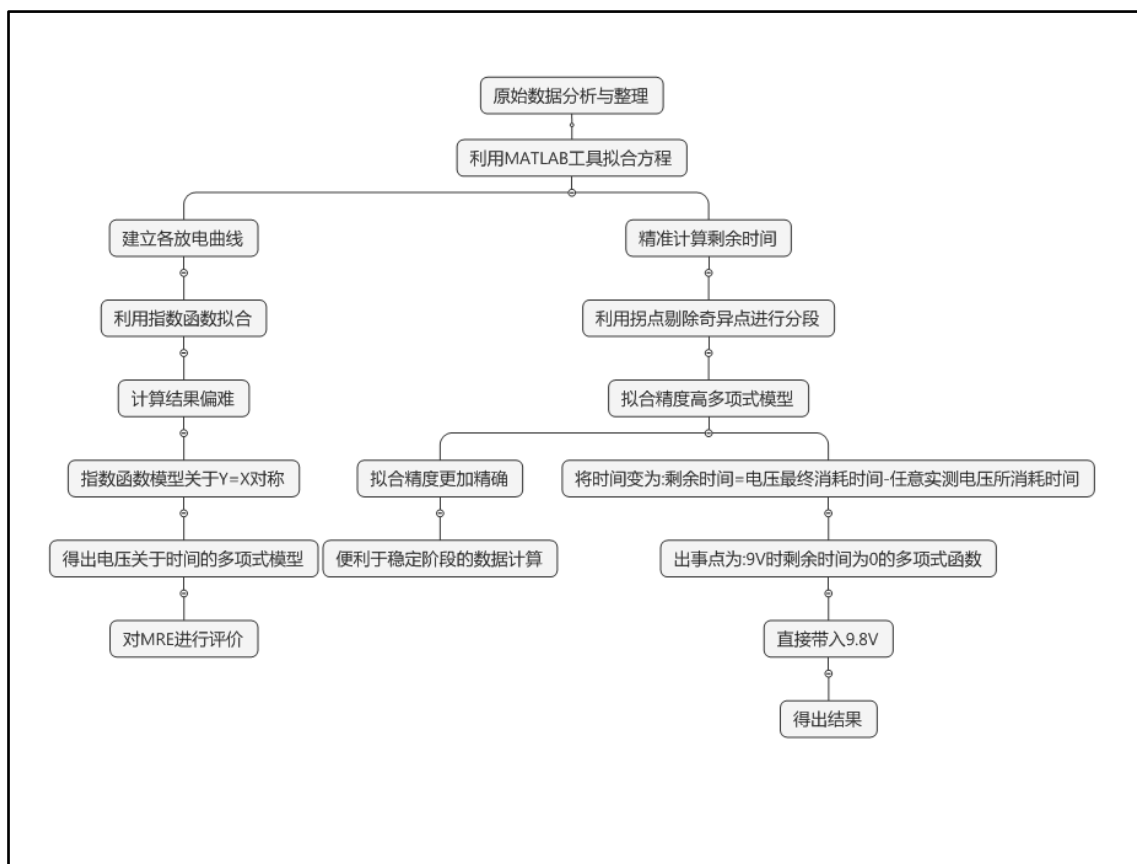 原始数据分析与整理
利用MATLAB工具拟合方程
建立各放电曲线
精准计算剩余时间
利用指数函数拟合
利用拐点剔除奇异点进行分段
计算结果偏难
拟合精度高多项式模型
指数函数模型关于Y=X对称
拟合精度更加精确
将时间变为:剩余时间=电压最终消耗时间-任意实测电压所消耗时间
得出电压关于时间的多项式模型
便利于稳定阶段的数据计算
出事点为:9V时剩余时间为0的多项式函数
对MRE进行评价
直接带入9.8V
得出结果